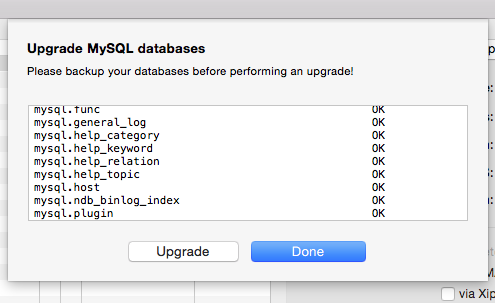 Upgrade MySQL databases
Please backup your databases before performing an upgrade!
mysql.func OK
mysql.general_log OK
mysql.help_category OK
mysql.help_keyword OK
mysql.help_relation OK
mysql.help_topic OK
mysql.host OK
mysql.ndb_binlog_index OK
mysql.plugin OK
Upgrade Done
via Xip